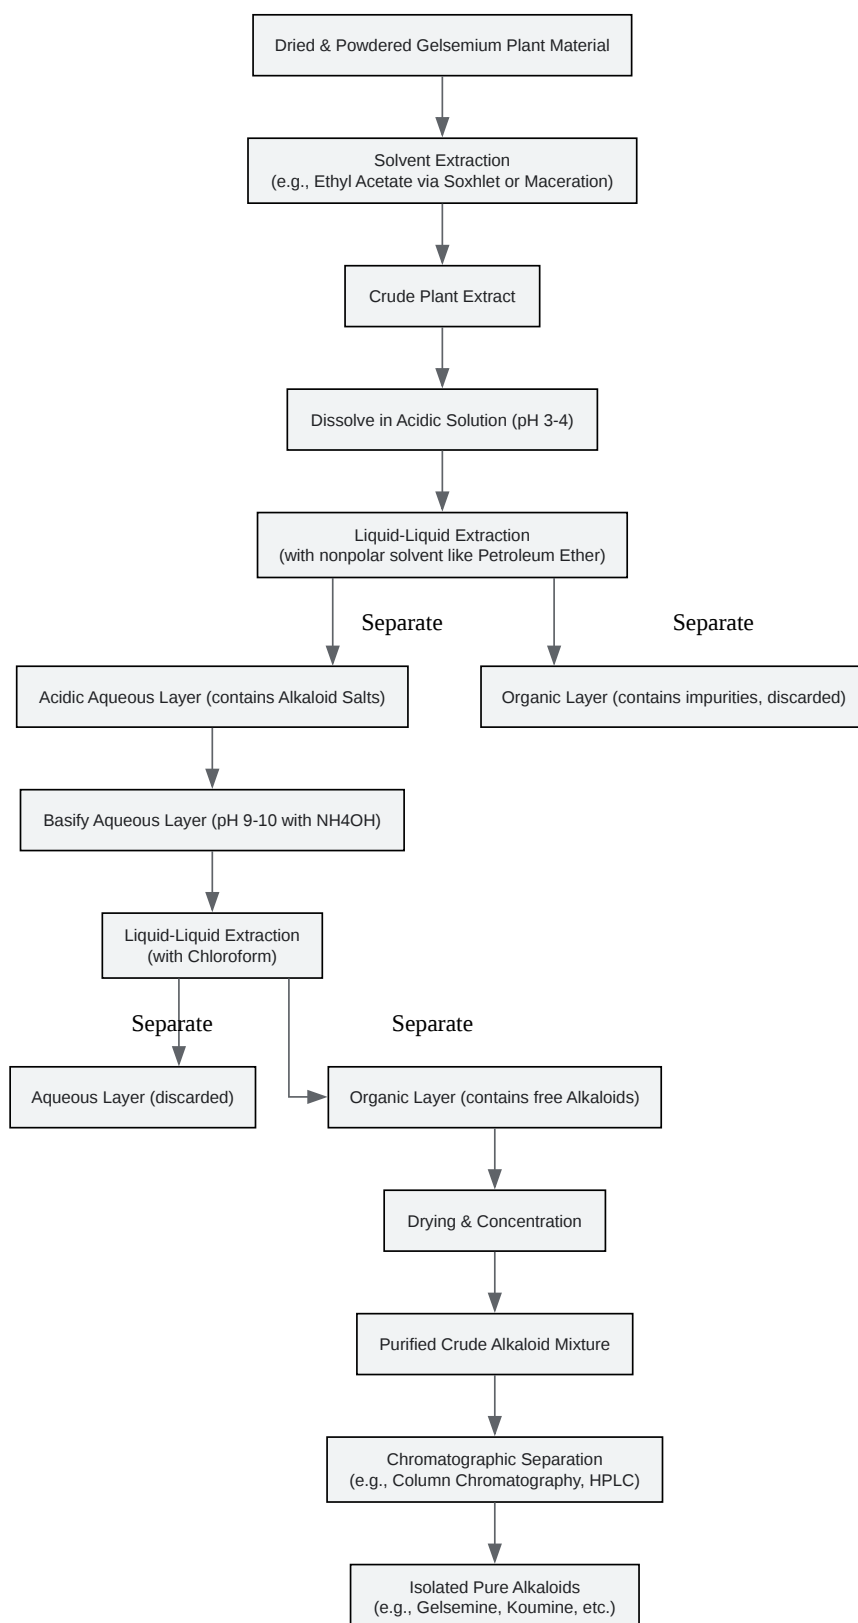 Dried & Powdered Gelsemium Plant Material
Solvent Extraction
(e.g., Ethyl Acetate via Soxhlet or Maceration)
Crude Plant Extract
Dissolve in Acidic Solution (pH 3-4)
Liquid-Liquid Extraction
(with nonpolar solvent like Petroleum Ether)
Separate
Separate
Acidic Aqueous Layer (contains Alkaloid Salts)
Organic Layer (contains impurities, discarded)
Basify Aqueous Layer (pH 9-10 with NH4OH)
Liquid-Liquid Extraction
(with Chloroform)
Separate
Separate
Aqueous Layer (discarded)
Organic Layer (contains free Alkaloids)
Drying & Concentration
Purified Crude Alkaloid Mixture
Chromatographic Separation
(e.g., Column Chromatography, HPLC)
Isolated Pure Alkaloids
(e.g., Gelsemine, Koumine, etc.)